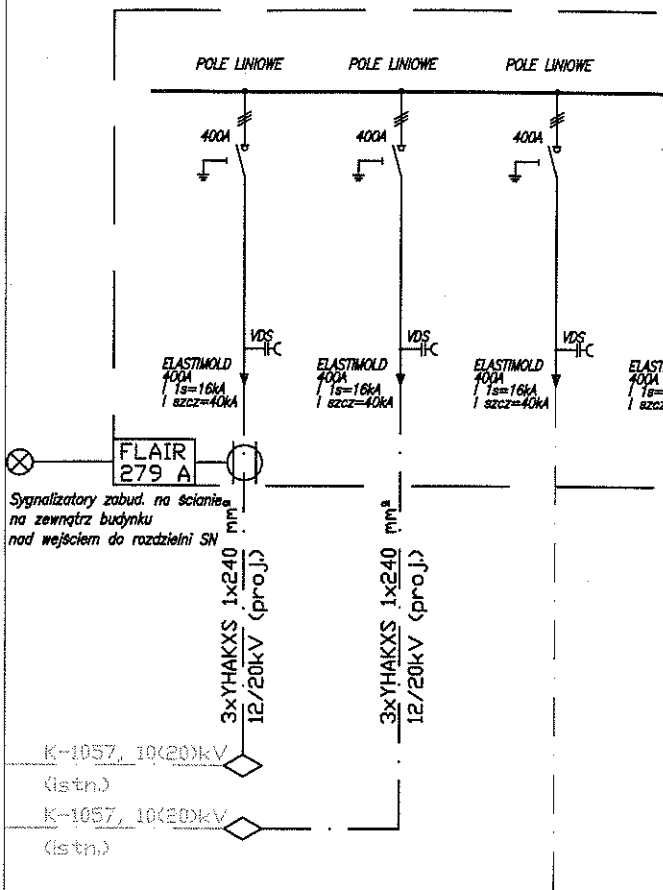 POLE LINIOWE
POLE LINIOWE
POLE LINIOWE
400A
400A
400A
VDS
VDS
VDS
ELASTIMOLD
400A
I 1s=16kA
I szcz=40kA
ELASTIMOLD
400A
I 1s=16kA
I szcz=40kA
ELASTIMOLD
400A
I 1s=16kA
I szcz=40kA
ELAST
400A
I 1s=
I szcz
FLAIR
279 A
Sygnalizatory zabud. na ścianie
na zewnątrz budynku
nad wejściem do rozdzielni SN
3xYHAKXS 1x240 mm²
12/20kV (proj.)
3xYHAKXS 1x240 mm²
12/20kV (proj.)
K-1057, 10(20)kV
(istn.)
K-1057, 10(20)kV
(istn.)